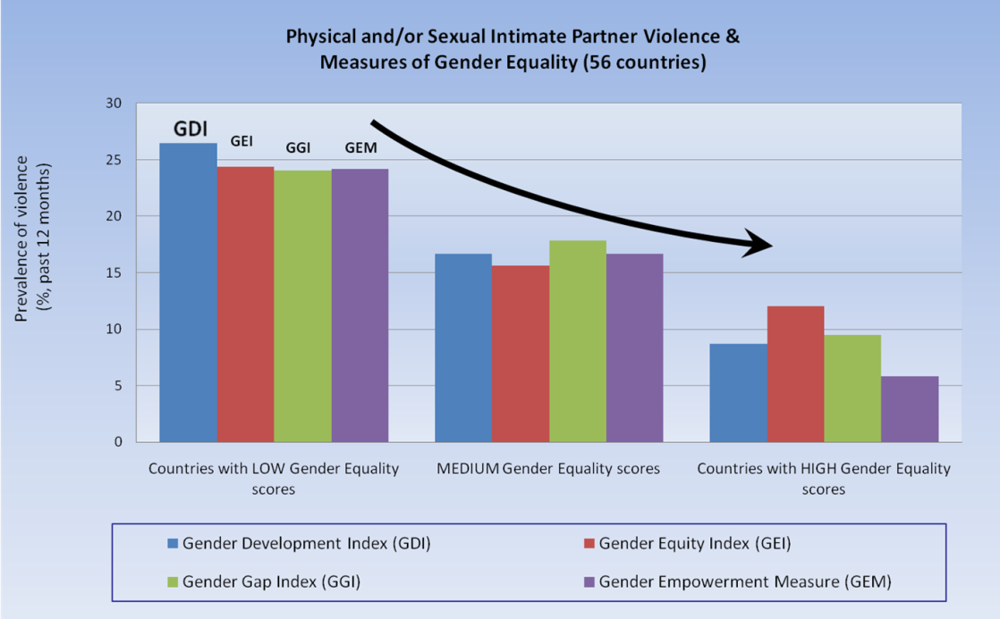 Physical and/or Sexual Intimate Partner Violence &
Measures of Gender Equality (56 countries)
Prevalence of violence
(%, past 12 months)
30
25
20
15
10
5
0
GDI
GEI
GGI
GEM
Countries with LOW Gender Equality
scores
MEDIUM Gender Equality scores
Countries with HIGH Gender Equality
scores
Gender Development Index (GDI)
Gender Equity Index (GEI)
Gender Gap Index (GGI)
Gender Empowerment Measure (GEM)